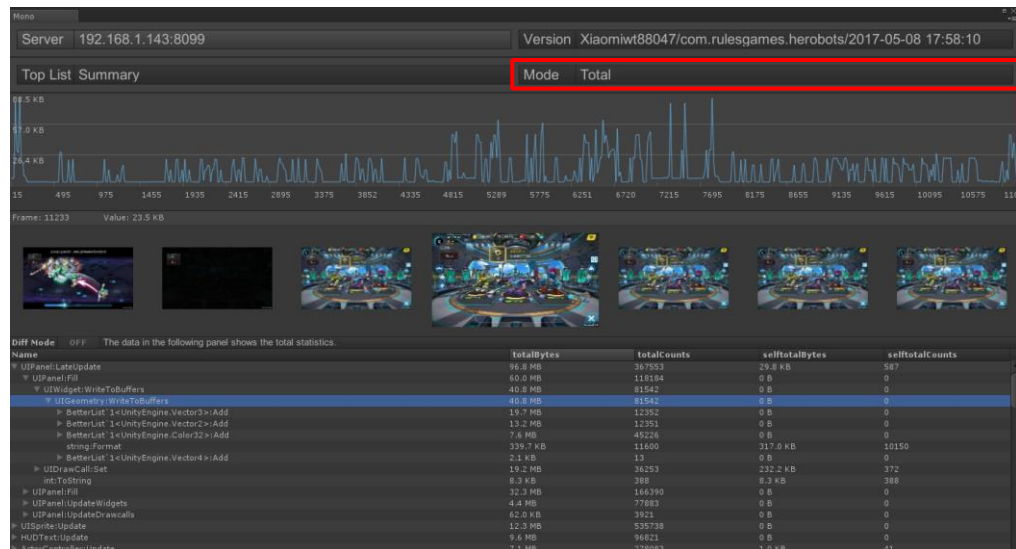 Mono
Server 192.168.1.143:8099 Version Xiaomiwt88047/com.rulesgames.herobots/2017-05-08 17:58:10
Top List Summary Mode Total
57.0 KB
26.4 KB
15 495 975 1455 1935 2415 2895 3375 3852 4335 4815 5289 5775 6251 6720 7215 7695 8175 8655 9135 9615 10095 10575
Frame: 11233 Value: 23.5 KB
Diff Mode OFF The data in the following panel shows the total statistics.
Name totalBytes totalCounts selftotalBytes selftotalCounts
UIPanel:LateUpdate 96.8 MB 367553 29.8 KB 587
UIPanel:Fill 60.0 MB 118184 0 B 0
UIWidget:WriteToBuffers 40.8 MB 81542 0 B 0
UIGeometry:WriteToBuffers 40.8 MB 81542 0 B 0
BetterList`1<UnityEngine.Vector3>:Add 19.7 MB 12352 0 B 0
BetterList`1<UnityEngine.Vector2>:Add 13.2 MB 12351 0 B 0
BetterList`1<UnityEngine.Color32>:Add 7.6 MB 45226 0 B 0
string:Format 339.7 KB 11600 317.0 KB 10150
BetterList`1<UnityEngine.Vector4>:Add 2.1 KB 13 0 B 0
UIDrawCall:Set 19.2 MB 36253 232.2 KB 372
int:ToString 8.3 KB 388 8.3 KB 388
UIPanel:Fill 32.3 MB 166390 0 B 0
UIPanel:UpdateWidgets 4.4 MB 77883 0 B 0
UIPanel:UpdateDrawcalls 62.0 KB 3921 0 B 0
UISprite:Update 12.3 MB 535738 0 B 0
HUDText:Update 9.6 MB 96821 0 B 0